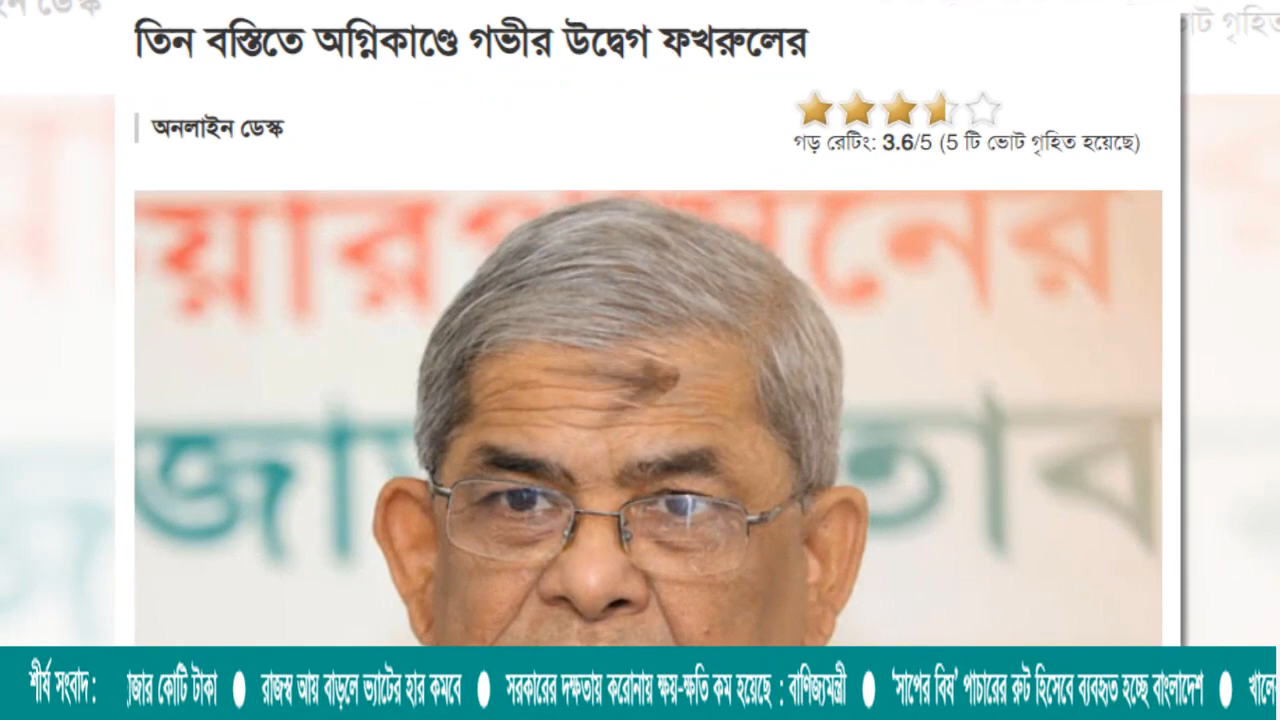 তিন বস্তিতে অগ্নিকাণ্ডে গভীর উদ্বেগ ফখরুলের
অনলাইন ডেস্ক
গড় রেটিং: 3.6/5 (5 টি ভোট গৃহিত হয়েছে)
শীর্ষ সংবাদ : াজার কোটি টাকা ● রাজস্ব আয় বাড়লে ভ্যাটের হার কমবে ● সরকারের দক্ষতায় করোনায় ক্ষয়-ক্ষতি কম হয়েছে : বাণিজ্যমন্ত্রী ● ‘সাপের বিষ’ পাচারের রুট হিসেবে ব্যবহৃত হচ্ছে বাংলাদেশ ●